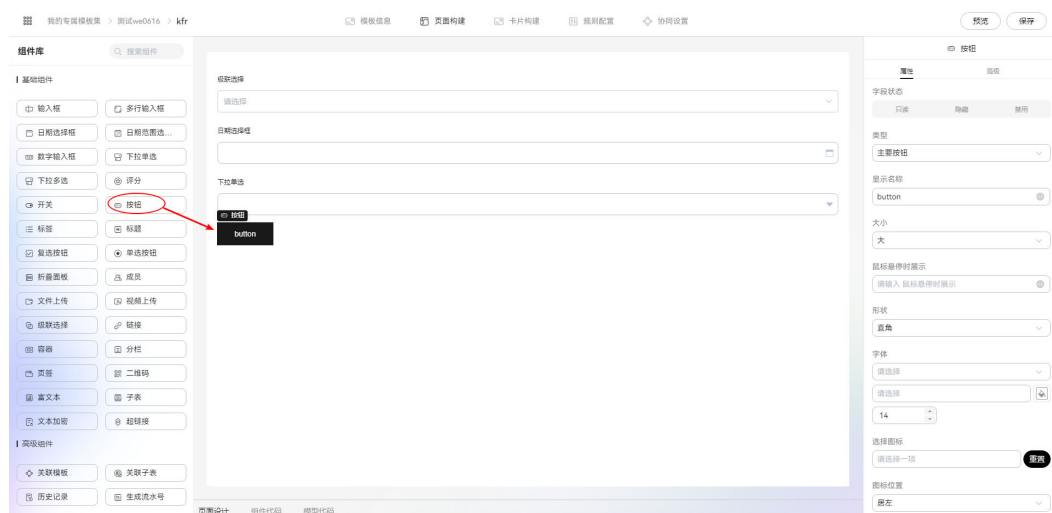 我的专属模板集 > 测试we0616 > kfr
模板信息 页面构建 卡片构建 规则配置 协同设置
预览 保存
组件库 搜索组件
基础组件
输入框 多行输入框
日期选择框 日期范围选...
数字输入框 下拉单选
下拉多选 评分
开关 按钮
标签 标题
复选按钮 单选按钮
折叠面板 成员
文件上传 视频上传
级联选择 链接
容器 分栏
页签 二维码
富文本 子表
文本加密 超链接
高级组件
关联模板 关联子表
历史记录 生成流水号
级联选择
请选择
日期选择框
下拉单选
按钮
button
页面设计 组件代码 模型代码
按钮
属性 高级
字段状态
只读 隐藏 禁用
类型
主要按钮
显示名称
button
大小
大
鼠标悬停时展示
请输入 鼠标悬停时展示
形状
直角
字体
请选择
请选择
14
选择图标
请选择一项 重置
图标位置
居左